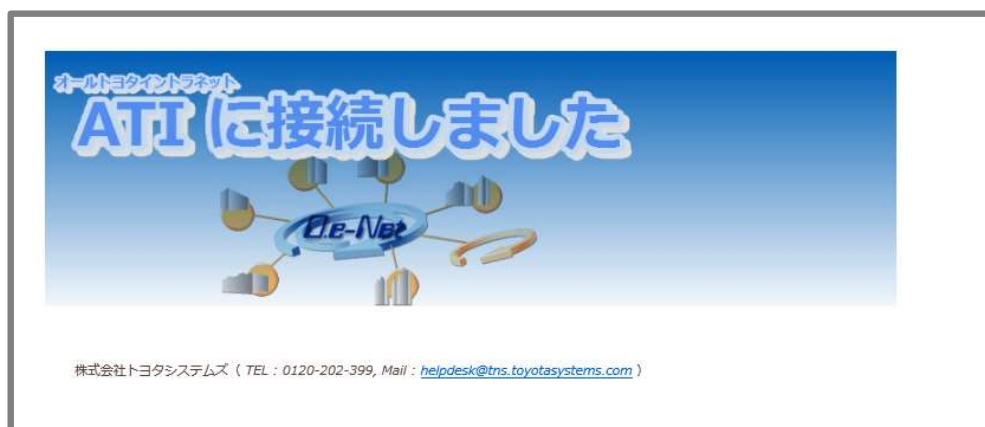 オールトヨタイントラネット
ATI に接続しました
D.e-Net
株式会社トヨタシステムズ（ TEL : 0120-202-399, Mail : helpdesk@tns.toyotasystems.com ）